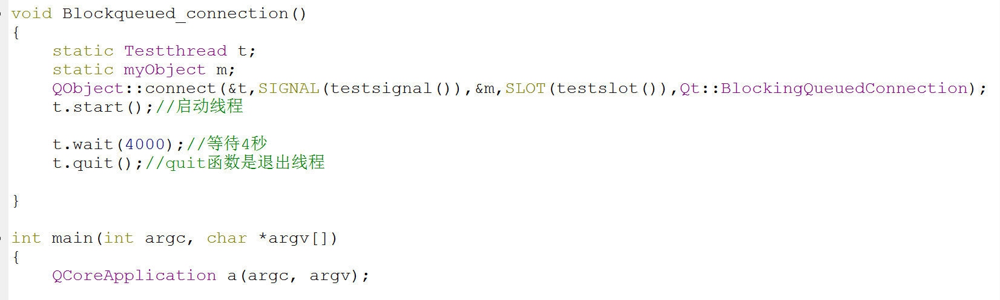 void Blockqueued_connection()
{
    static Testthread t;
    static myObject m;
    QObject::connect(&t,SIGNAL(testsignal()),&m,SLOT(testslot()),Qt::BlockingQueuedConnection);
    t.start();//启动线程
    t.wait(4000);//等待4秒
    t.quit();//quit函数是退出线程
}
int main(int argc, char *argv[])
{
    QCoreApplication a(argc, argv);